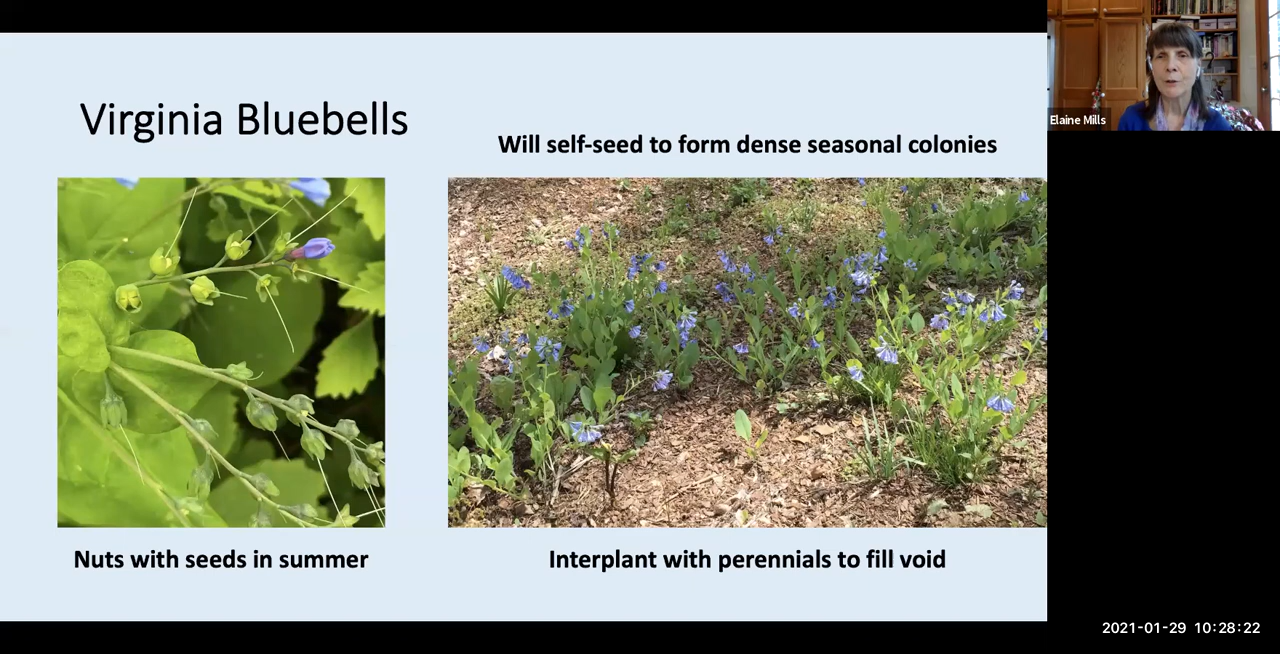 Virginia Bluebells
Will self-seed to form dense seasonal colonies
Nuts with seeds in summer
Interplant with perennials to fill void
Elaine Mills
2021-01-29 10:28:22